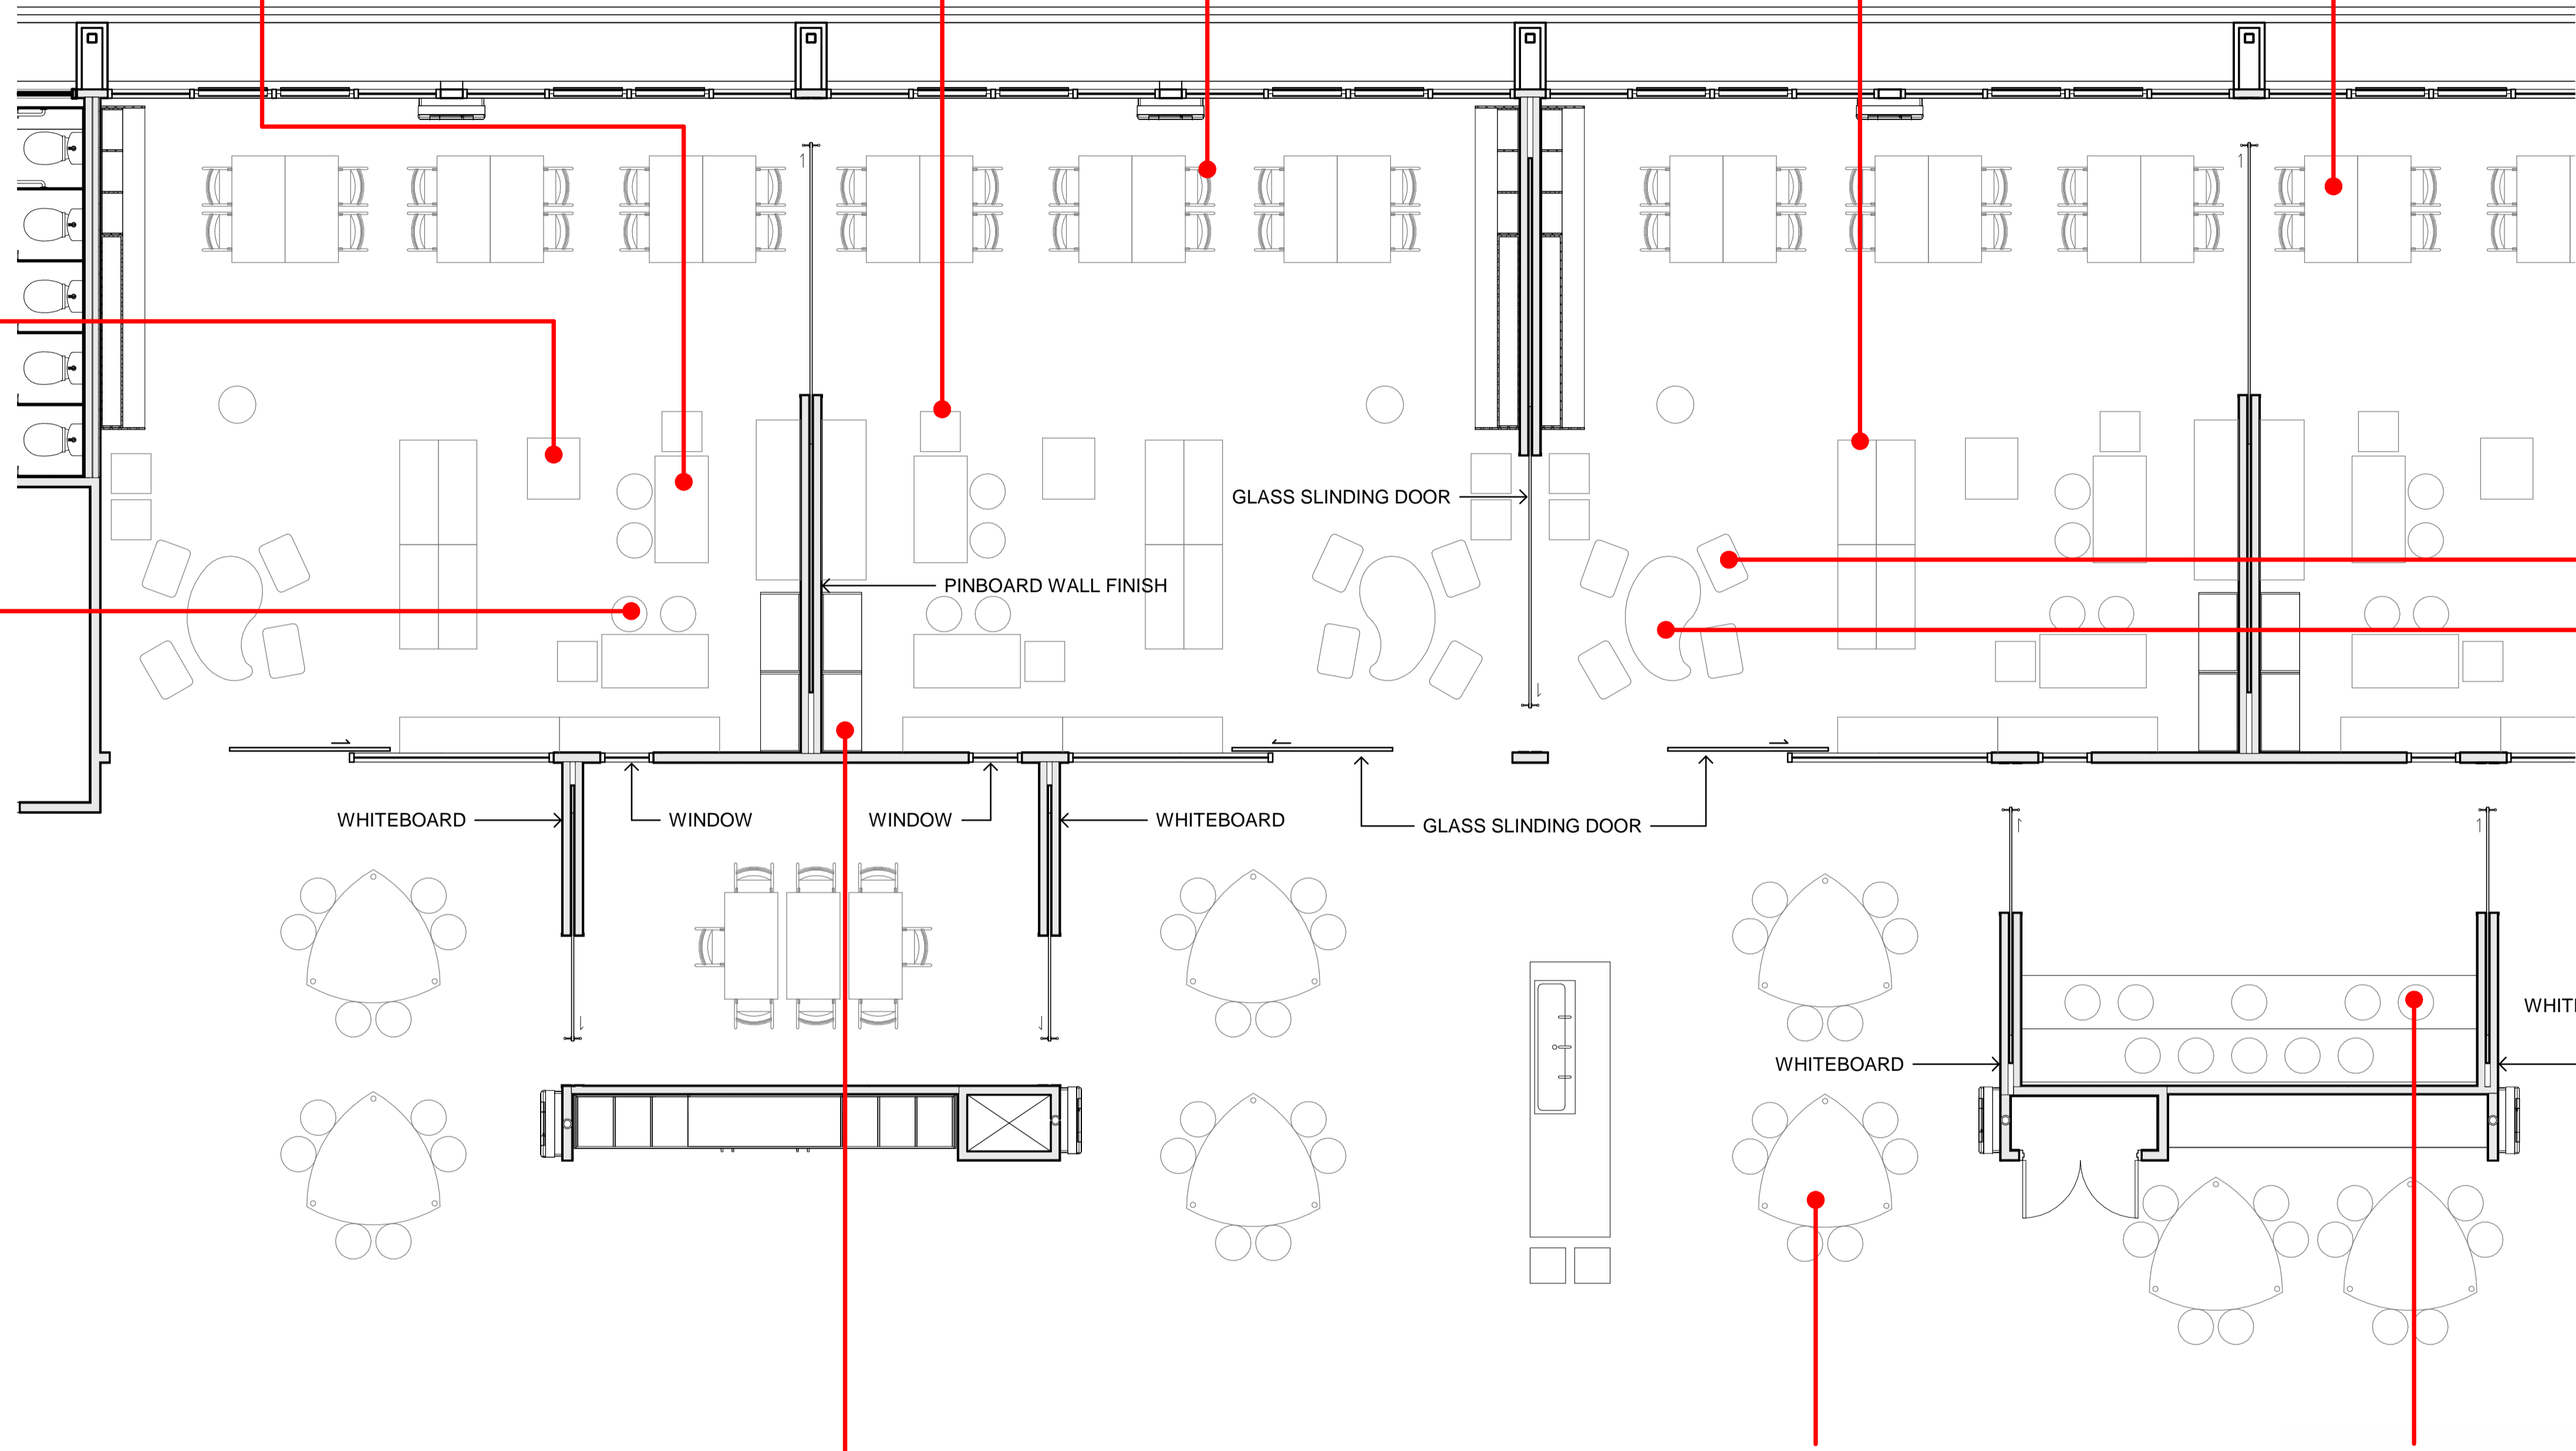 GLASS SLINDING DOOR
PINBOARD WALL FINISH
WHITEBOARD
WINDOW
WINDOW
WHITEBOARD
GLASS SLINDING DOOR
WHITEBOARD